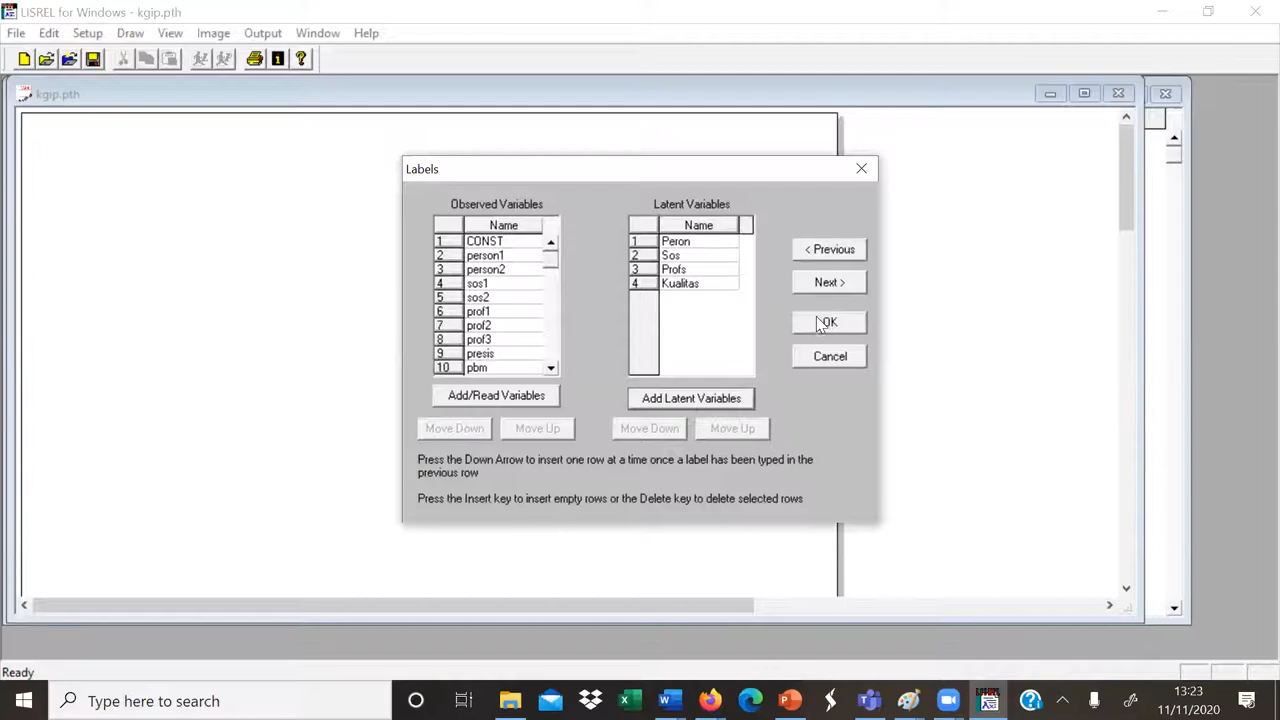 LISREL for Windows - kgip.pth
File Edit Setup Draw View Image Output Window Help
kgip.pth
Labels
Observed Variables Latent Variables
Name Name
1 CONST 1 Peron
2 person1 2 Sos
3 person2 3 Profs
4 sos1 4 Kualitas
5 sos2
6 prof1
7 prof2
8 prof3
9 presis
10 pbm
< Previous
Next >
OK
Cancel
Add/Read Variables Add Latent Variables
Move Down Move Up Move Down Move Up
Press the Down Arrow to insert one row at a time once a label has been typed in the
previous row
Press the Insert key to insert empty rows or the Delete key to delete selected rows
Ready
Type here to search
13:23
11/11/2020